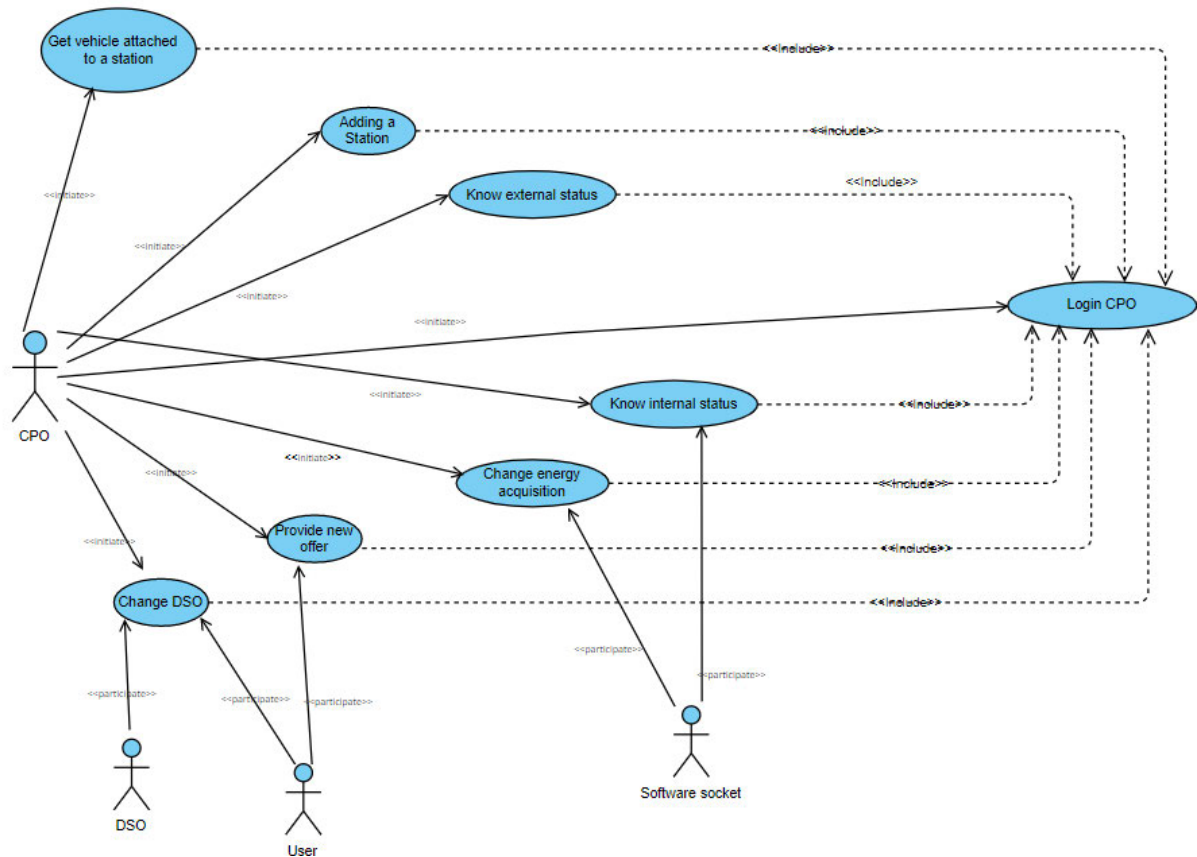 Get vehicle attached
to a station
<<Include>>
Adding a
Station
<<Include>>
Know external status
<<Include>>
<<initiate>>
<<initiate>>
<<initiate>>
Login CPO
<<initiate>>
<<initiate>>
Know internal status
<<Include>>
CPO
<<initiate>>
<<initiate>>
Change energy
acquisition
<<Include>>
Provide new
offer
<<Include>>
<<initiate>>
Change DSO
<<Include>>
<<participate>>
<<participate>>
<<participate>>
<<participate>>
<<participate>>
Software socket
DSO
User